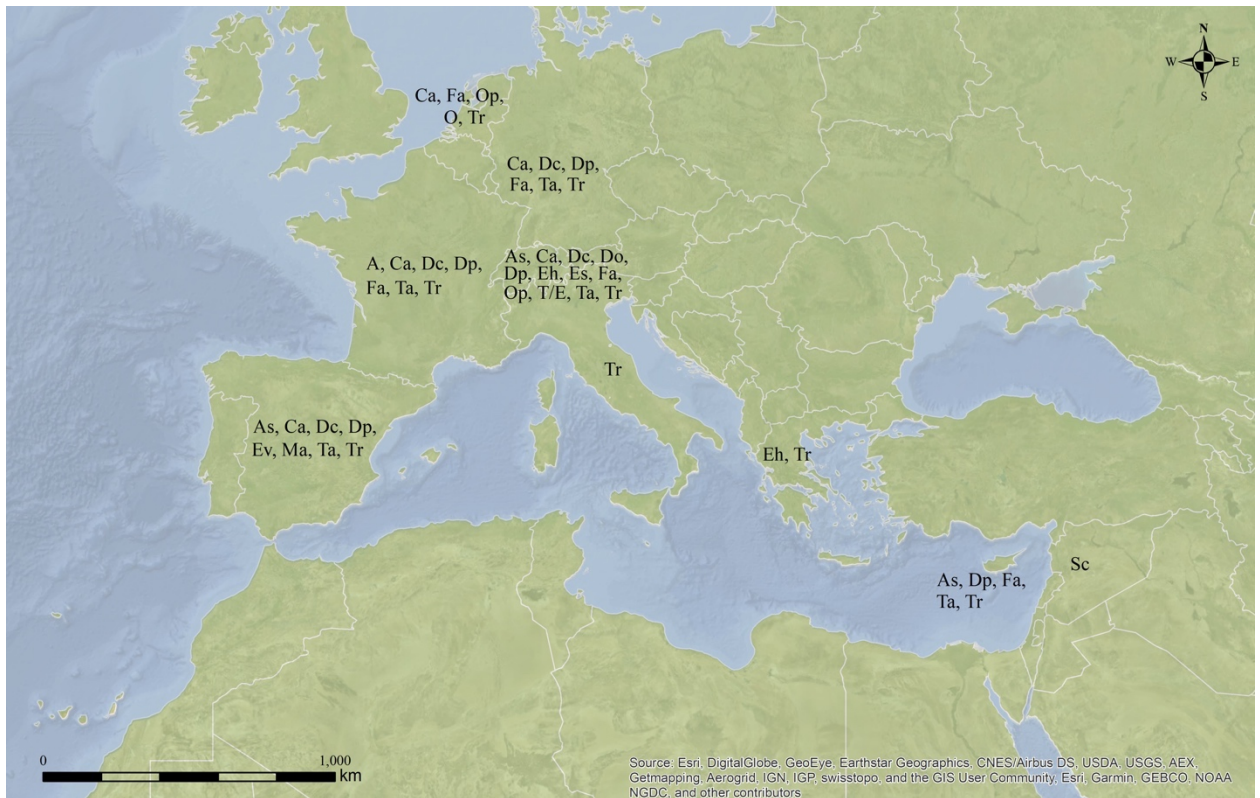 N
W E
S
Ca, Fa, Op,
O, Tr
Ca, Dc, Dp,
Fa, Ta, Tr
A, Ca, Dc, Dp,
Fa, Ta, Tr
As, Ca, Dc, Do,
Dp, Eh, Es, Fa,
Op, T/E, Ta, Tr
Tr
As, Ca, Dc, Dp,
Ev, Ma, Ta, Tr
Eh, Tr
Sc
As, Dp, Fa,
Ta, Tr
0 1,000
km
Source: Esri, DigitalGlobe, GeoEye, Earthstar Geographics, CNES/Airbus DS, USDA, USGS, AEX,
Getmapping, Aerogrid, IGN, IGP, swisstopo, and the GIS User Community, Esri, Garmin, GEBCO, NOAA
NGDC, and other contributors